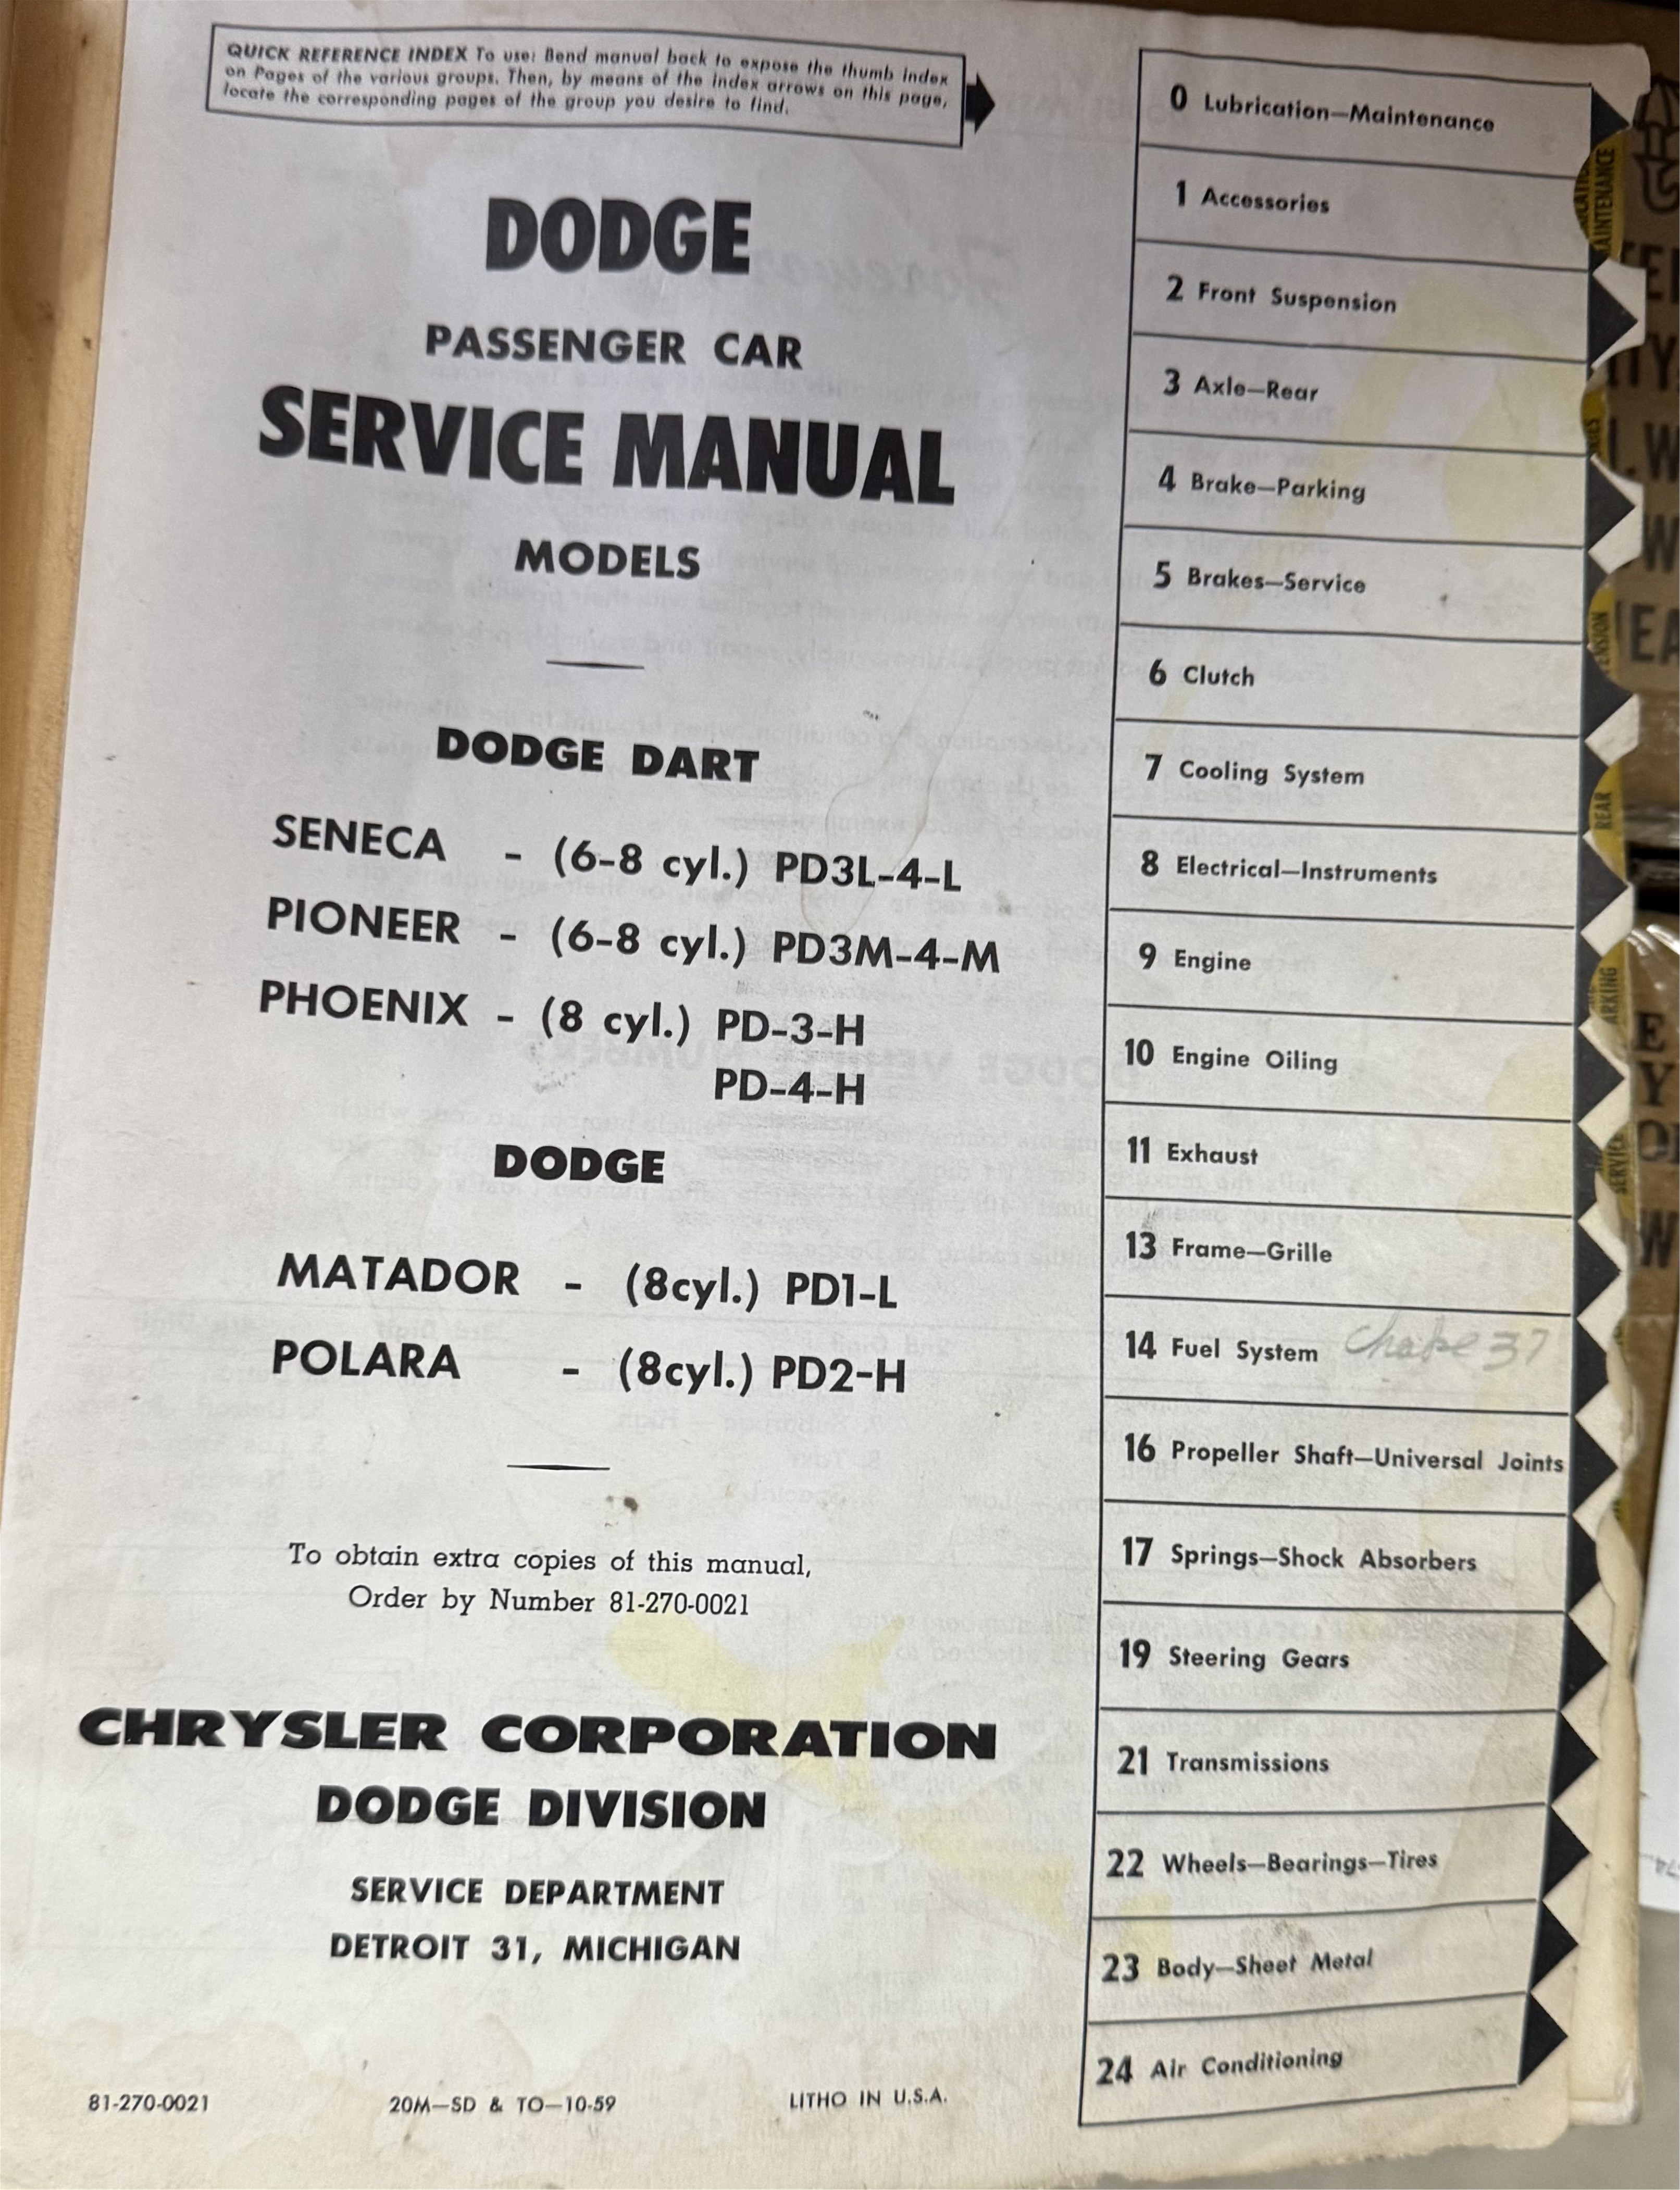 QUICK REFERENCE INDEX To use: Bend manual back to expose the thumb index
on Pages of the various groups. Then, by means of the index arrows on this page,
locate the corresponding pages of the group you desire to find.
DODGE
PASSENGER CAR
SERVICE MANUAL
MODELS
DODGE DART
SENECA - (6-8 cyl.) PD3L-4-L
PIONEER - (6-8 cyl.) PD3M-4-M
PHOENIX - (8 cyl.) PD-3-H
PD-4-H
DODGE
MATADOR - (8cyl.) PD1-L
POLARA - (8cyl.) PD2-H
To obtain extra copies of this manual,
Order by Number 81-270-0021
CHRYSLER CORPORATION
DODGE DIVISION
SERVICE DEPARTMENT
DETROIT 31, MICHIGAN
81-270-0021 20M—SD & TO—10-59 LITHO IN U.S.A.
0 Lubrication—Maintenance
1 Accessories
2 Front Suspension
3 Axle—Rear
4 Brake—Parking
5 Brakes—Service
6 Clutch
7 Cooling System
8 Electrical—Instruments
9 Engine
10 Engine Oiling
11 Exhaust
13 Frame—Grille
14 Fuel System 37
16 Propeller Shaft—Universal Joints
17 Springs—Shock Absorbers
19 Steering Gears
21 Transmissions
22 Wheels—Bearings—Tires
23 Body—Sheet Metal
24 Air Conditioning
REAR